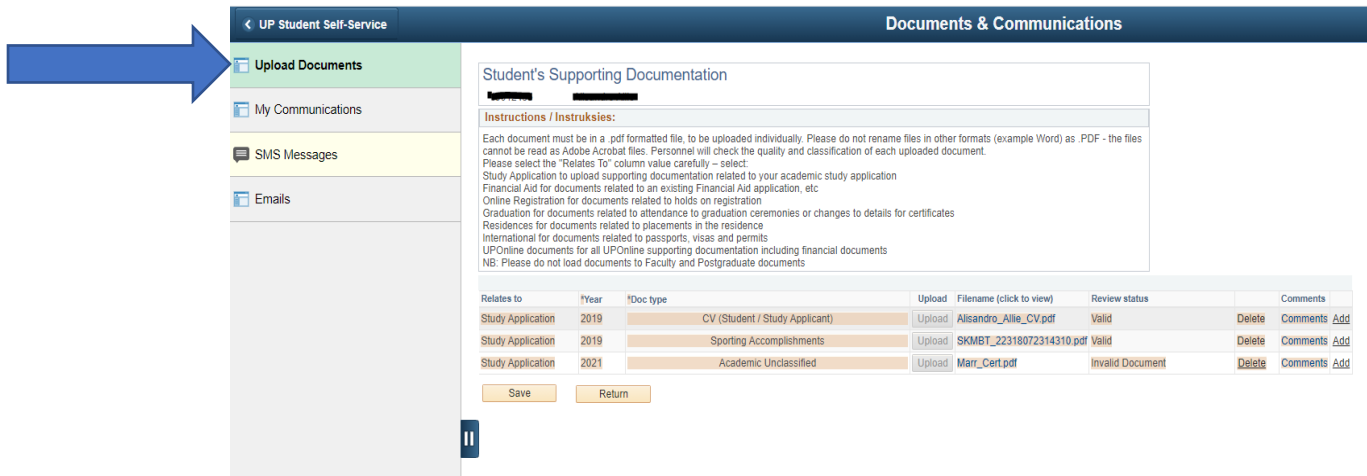 UP Student Self-Service
Documents & Communications
Upload Documents
My Communications
SMS Messages
Emails
Student's Supporting Documentation
Instructions / Instruksies:
Each document must be in a .pdf formatted file, to be uploaded individually. Please do not rename files in other formats (example Word) as .PDF - the files
cannot be read as Adobe Acrobat files. Personnel will check the quality and classification of each uploaded document.
Please select the "Relates To" column value carefully – select:
Study Application to upload supporting documentation related to your academic study application
Financial Aid for documents related to an existing Financial Aid application, etc
Online Registration for documents related to holds on registration
Graduation for documents related to attendance to graduation ceremonies or changes to details for certificates
Residences for documents related to placements in the residence
International for documents related to passports, visas and permits
UPOnline documents for all UPOnline supporting documentation including financial documents
NB: Please do not load documents to Faculty and Postgraduate documents
Relates to *Year *Doc type Upload Filename (click to view) Review status Comments
Study Application 2019 CV (Student / Study Applicant) Upload Alisandro_Allie_CV.pdf Valid Delete Comments Add
Study Application 2019 Sporting Accomplishments Upload SKMBT_22318072314310.pdf Valid Delete Comments Add
Study Application 2021 Academic Unclassified Upload Marr_Cert.pdf Invalid Document Delete Comments Add
Save Return